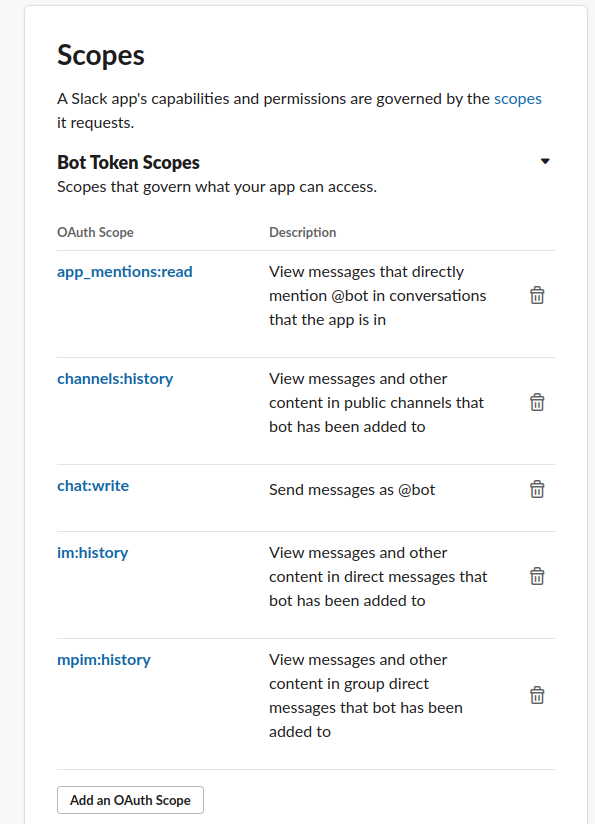 Scopes
A Slack app's capabilities and permissions are governed by the scopes
it requests.
Bot Token Scopes
Scopes that govern what your app can access.
OAuth Scope Description
app_mentions:read View messages that directly
mention @bot in conversations
that the app is in
channels:history View messages and other
content in public channels that
bot has been added to
chat:write Send messages as @bot
im:history View messages and other
content in direct messages that
bot has been added to
mpim:history View messages and other
content in group direct
messages that bot has been
added to
Add an OAuth Scope